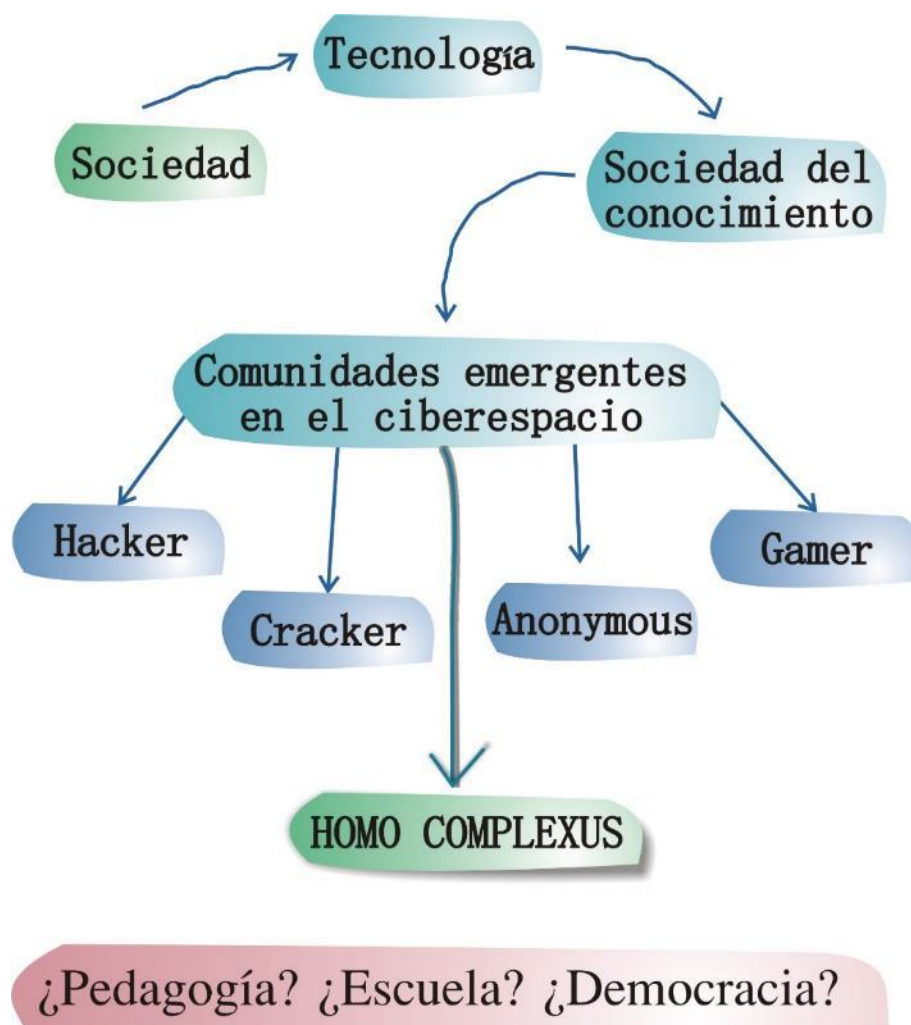 Tecnología
Sociedad
Sociedad del
conocimiento
Comunidades emergentes
en el ciberespacio
Hacker
Gamer
Cracker
Anonymous
HOMO COMPLEXUS
¿Pedagogía? ¿Escuela? ¿Democracia?